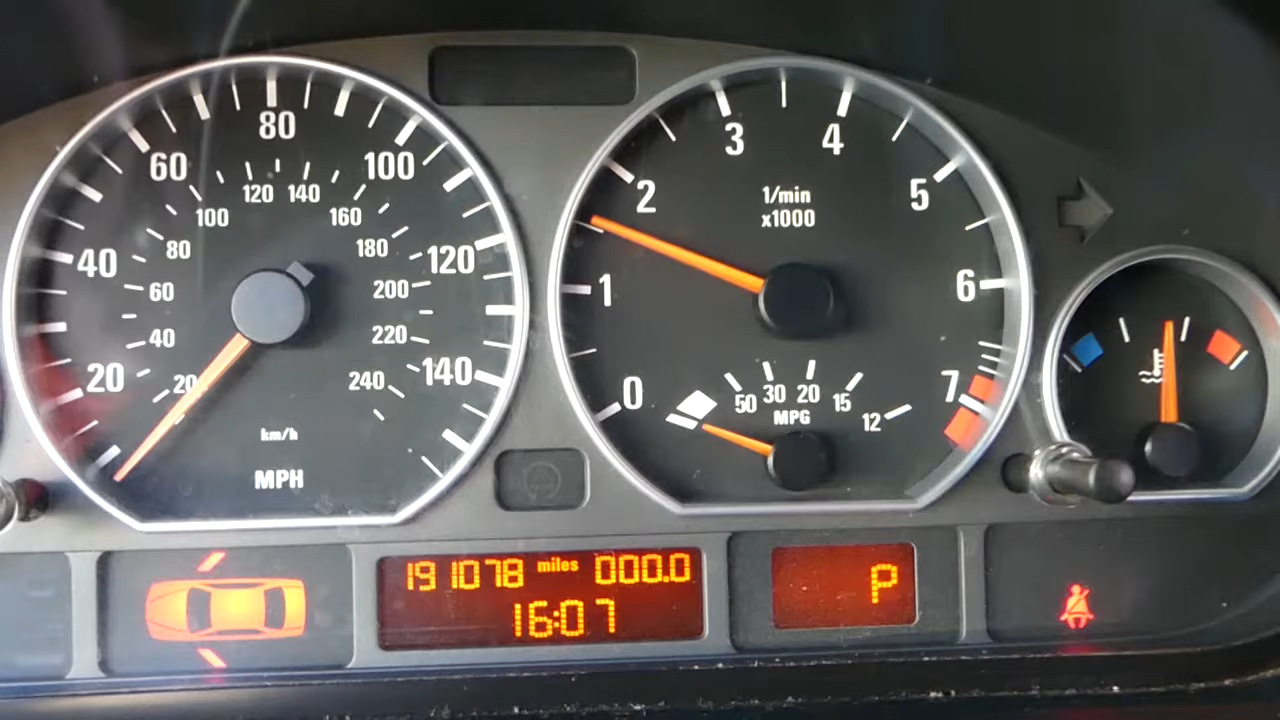 20 40 60 80 100 120 140
20 40 60 80 100 120 140 160 180 200 220 240
km/h
MPH
0 1 2 3 4 5 6 7
1/min
x1000
50 30 20 15 12
MPG
191078 miles 000.0
16:07
P